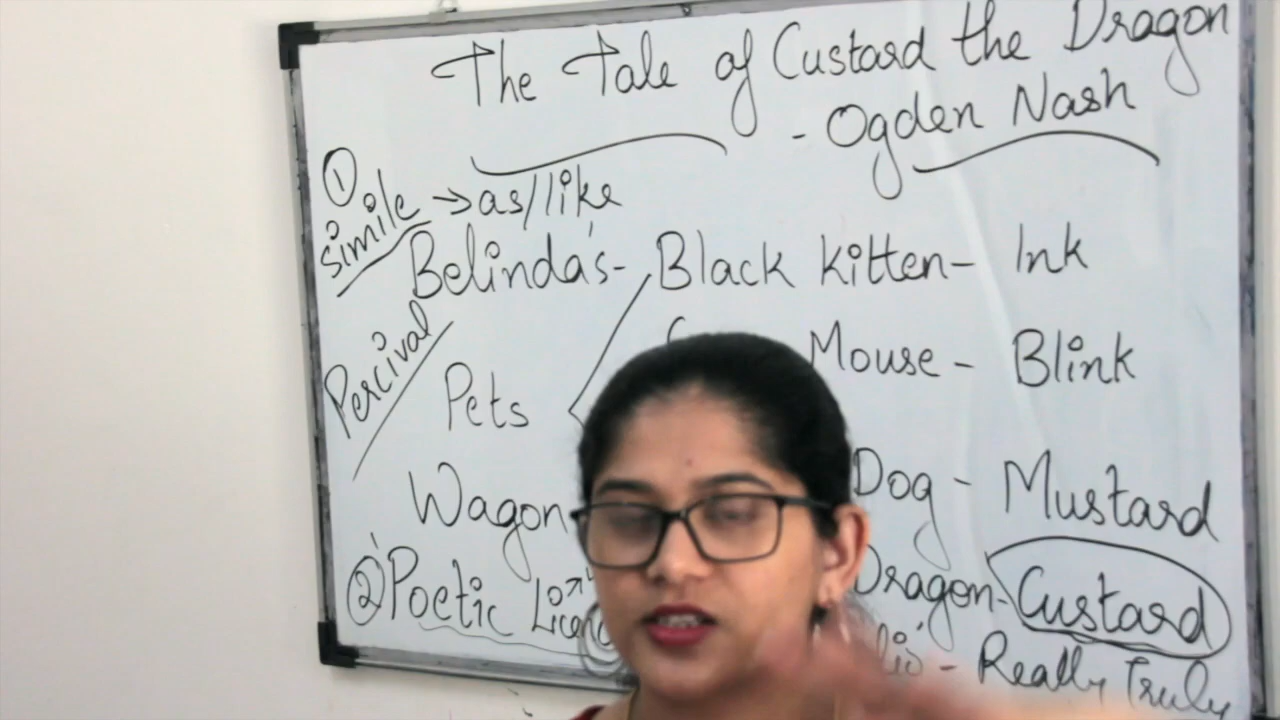 The Tale of Custard the Dragon
- Ogden Nash
① simile → as/like
Belinda's - Black kitten - Ink
Percival
Mouse - Blink
Pets
Dog - Mustard
Wagon
Dragon - Custard
② Poetic
- Really Truly